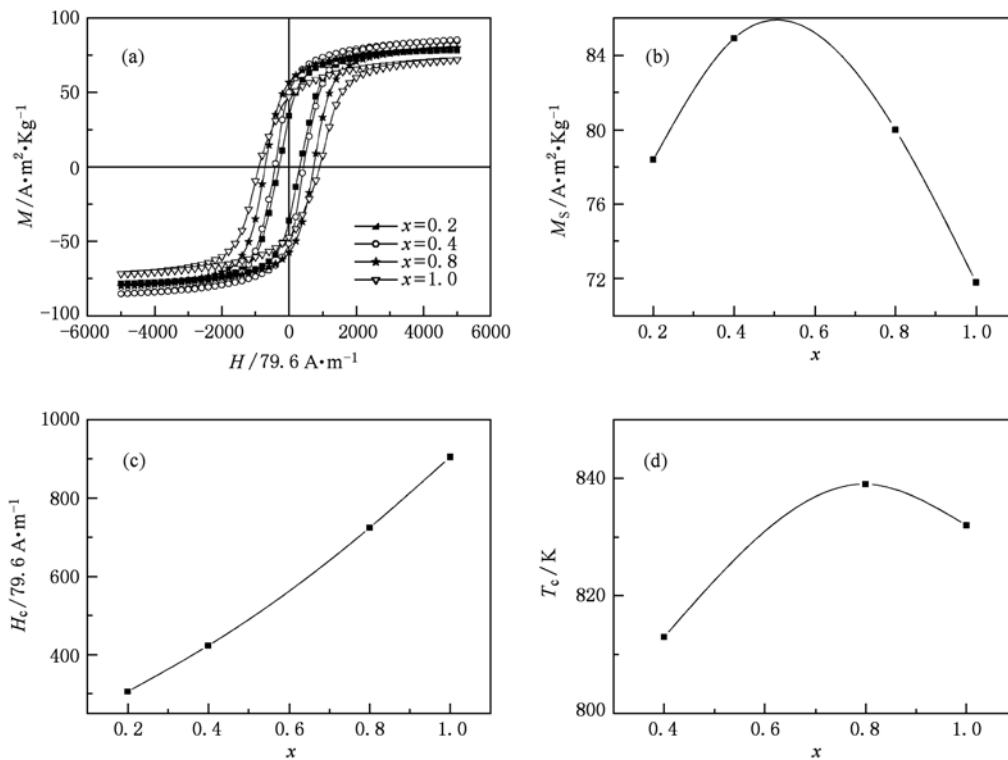 (a)
100
50
0
−50
−100
M/A•m²•Kg⁻¹
x=0.2
x=0.4
x=0.8
x=1.0
−6000 −4000 −2000 0 2000 4000 6000
H/79.6 A•m⁻¹
(b)
84
80
76
72
Mₛ/A•m²•Kg⁻¹
0.2 0.4 0.6 0.8 1.0
x
(c)
1000
800
600
400
H_c/79.6 A•m⁻¹
0.2 0.4 0.6 0.8 1.0
x
(d)
840
820
800
T_c/K
0.4 0.6 0.8 1.0
x